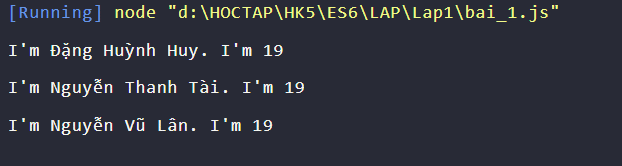 [Running] node "d:\HOCTAP\HK5\ES6\LAP\Lap1\bai_1.js"
I'm Đặng Huỳnh Huy. I'm 19
I'm Nguyễn Thanh Tài. I'm 19
I'm Nguyễn Vũ Lân. I'm 19